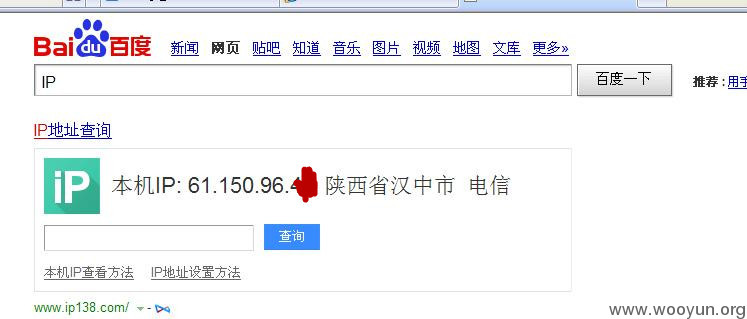 Bai du 百度 新闻 网页 贴吧 知道 音乐 图片 视频 地图 文库 更多»
IP 百度一下 推荐 : 用手
IP地址查询
iP 本机IP: 61.150.96. 陕西省汉中市 电信
查询
本机IP查看方法 IP地址设置方法
www.ip138.com/
www.wooyun.org